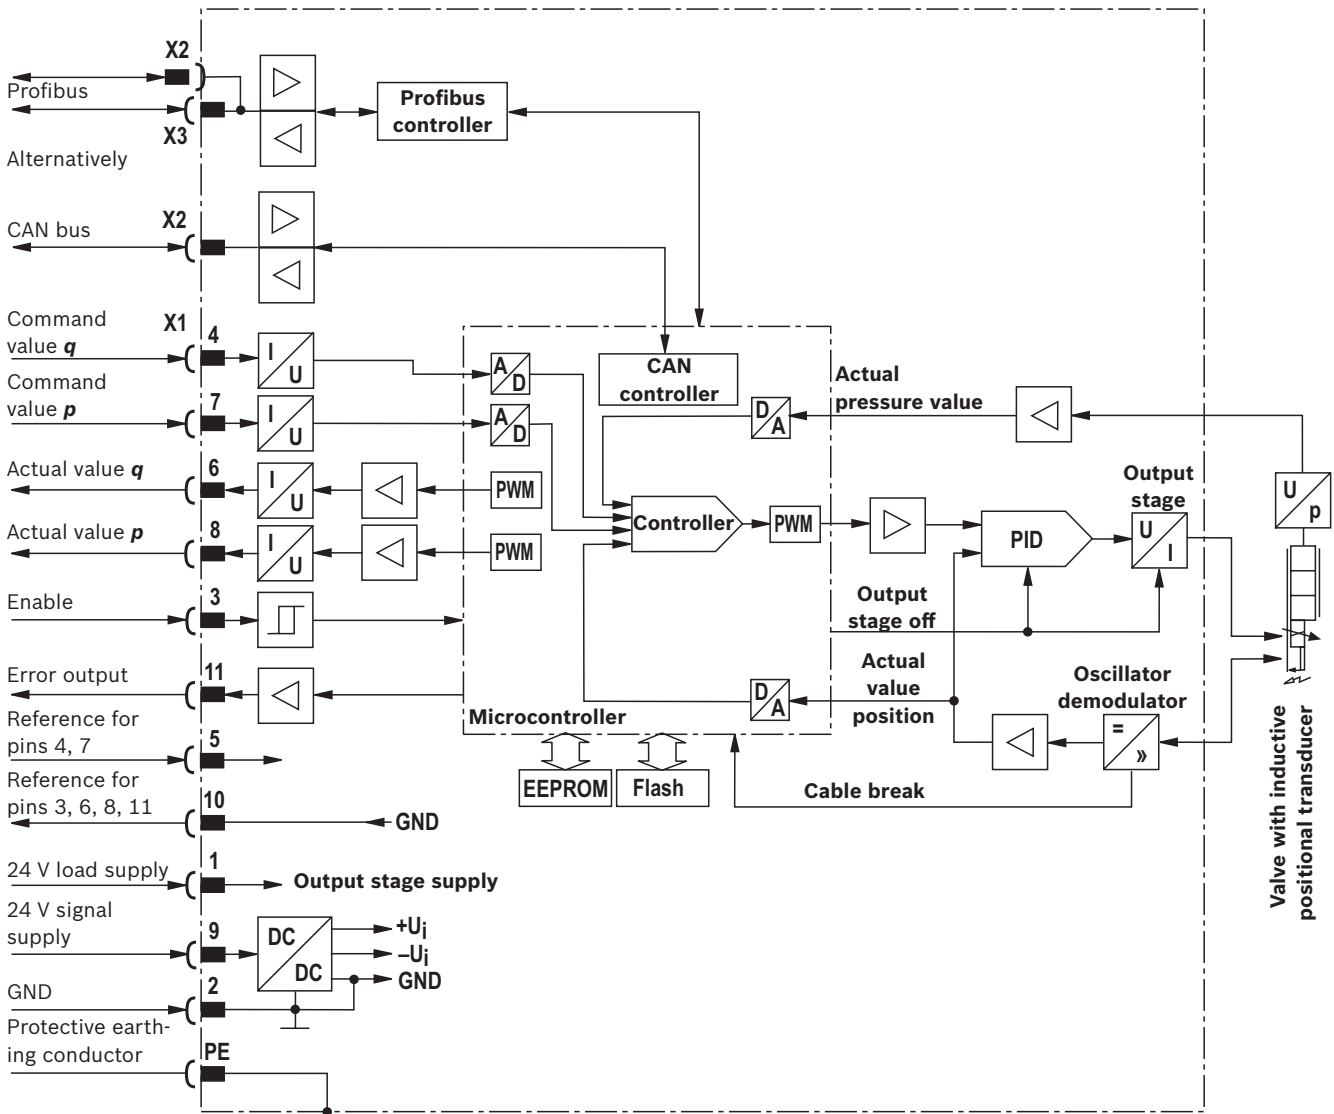 X2
Profibus
X3
Profibus
controller
Alternatively
X2
CAN bus
Command
value q
X1
4
I
U
A
D
CAN
controller
Command
value p
7
I
U
A
D
D
A
Actual
pressure value
Actual value q
6
I
U
PWM
Output
stage
U
p
Actual value p
8
I
U
PWM
Controller
PWM
PID
U
I
Enable
3
Output
stage off
Error output
11
Actual
value
position
Oscillator
demodulator
D
A
=
»
Microcontroller
Reference for
pins 4, 7
5
EEPROM
Flash
Cable break
Reference for
pins 3, 6, 8, 11
10
GND
24 V load supply
1
Output stage supply
Valve with inductive
positional transducer
24 V signal
supply
9
DC
DC
+Ui
–Ui
GND
GND
2
Protective earth-
ing conductor
PE